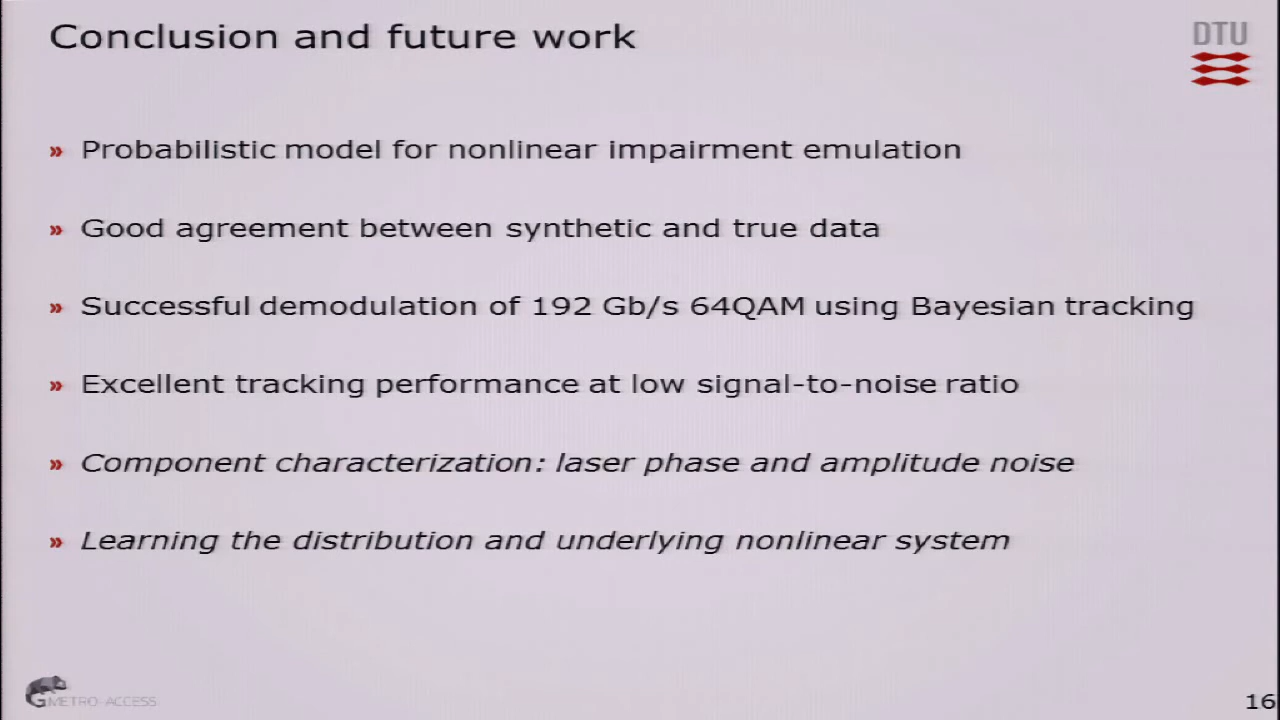 Conclusion and future work
DTU
» Probabilistic model for nonlinear impairment emulation
» Good agreement between synthetic and true data
» Successful demodulation of 192 Gb/s 64QAM using Bayesian tracking
» Excellent tracking performance at low signal-to-noise ratio
» Component characterization: laser phase and amplitude noise
» Learning the distribution and underlying nonlinear system
METRO-ACCESS
16